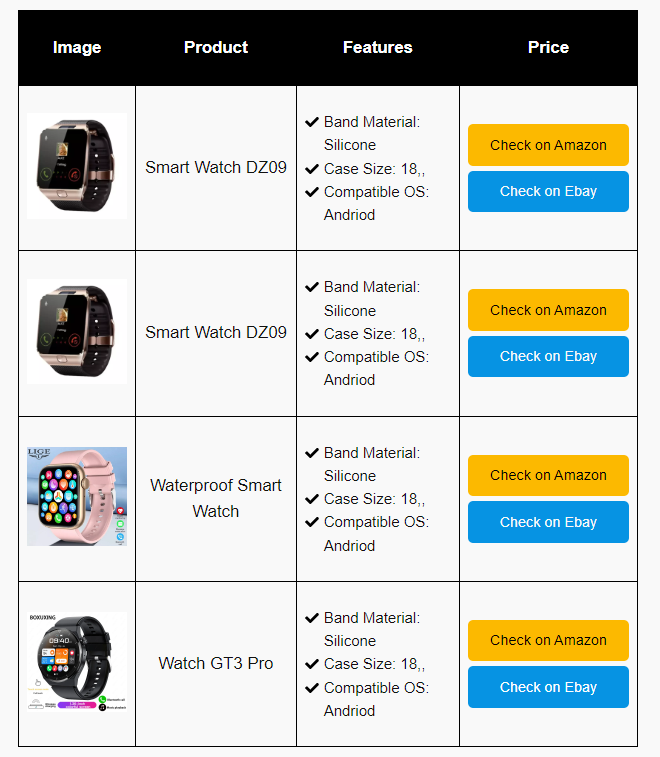 Image Product Features Price
Smart Watch DZ09
Band Material:
Silicone
Case Size: 18,,
Compatible OS:
Andriod
Check on Amazon
Check on Ebay
Smart Watch DZ09
Band Material:
Silicone
Case Size: 18,,
Compatible OS:
Andriod
Check on Amazon
Check on Ebay
LIGE
Waterproof Smart
Watch
Band Material:
Silicone
Case Size: 18,,
Compatible OS:
Andriod
Check on Amazon
Check on Ebay
BOXUXING
09:40
Watch GT3 Pro
Band Material:
Silicone
Case Size: 18,,
Compatible OS:
Andriod
Check on Amazon
Check on Ebay